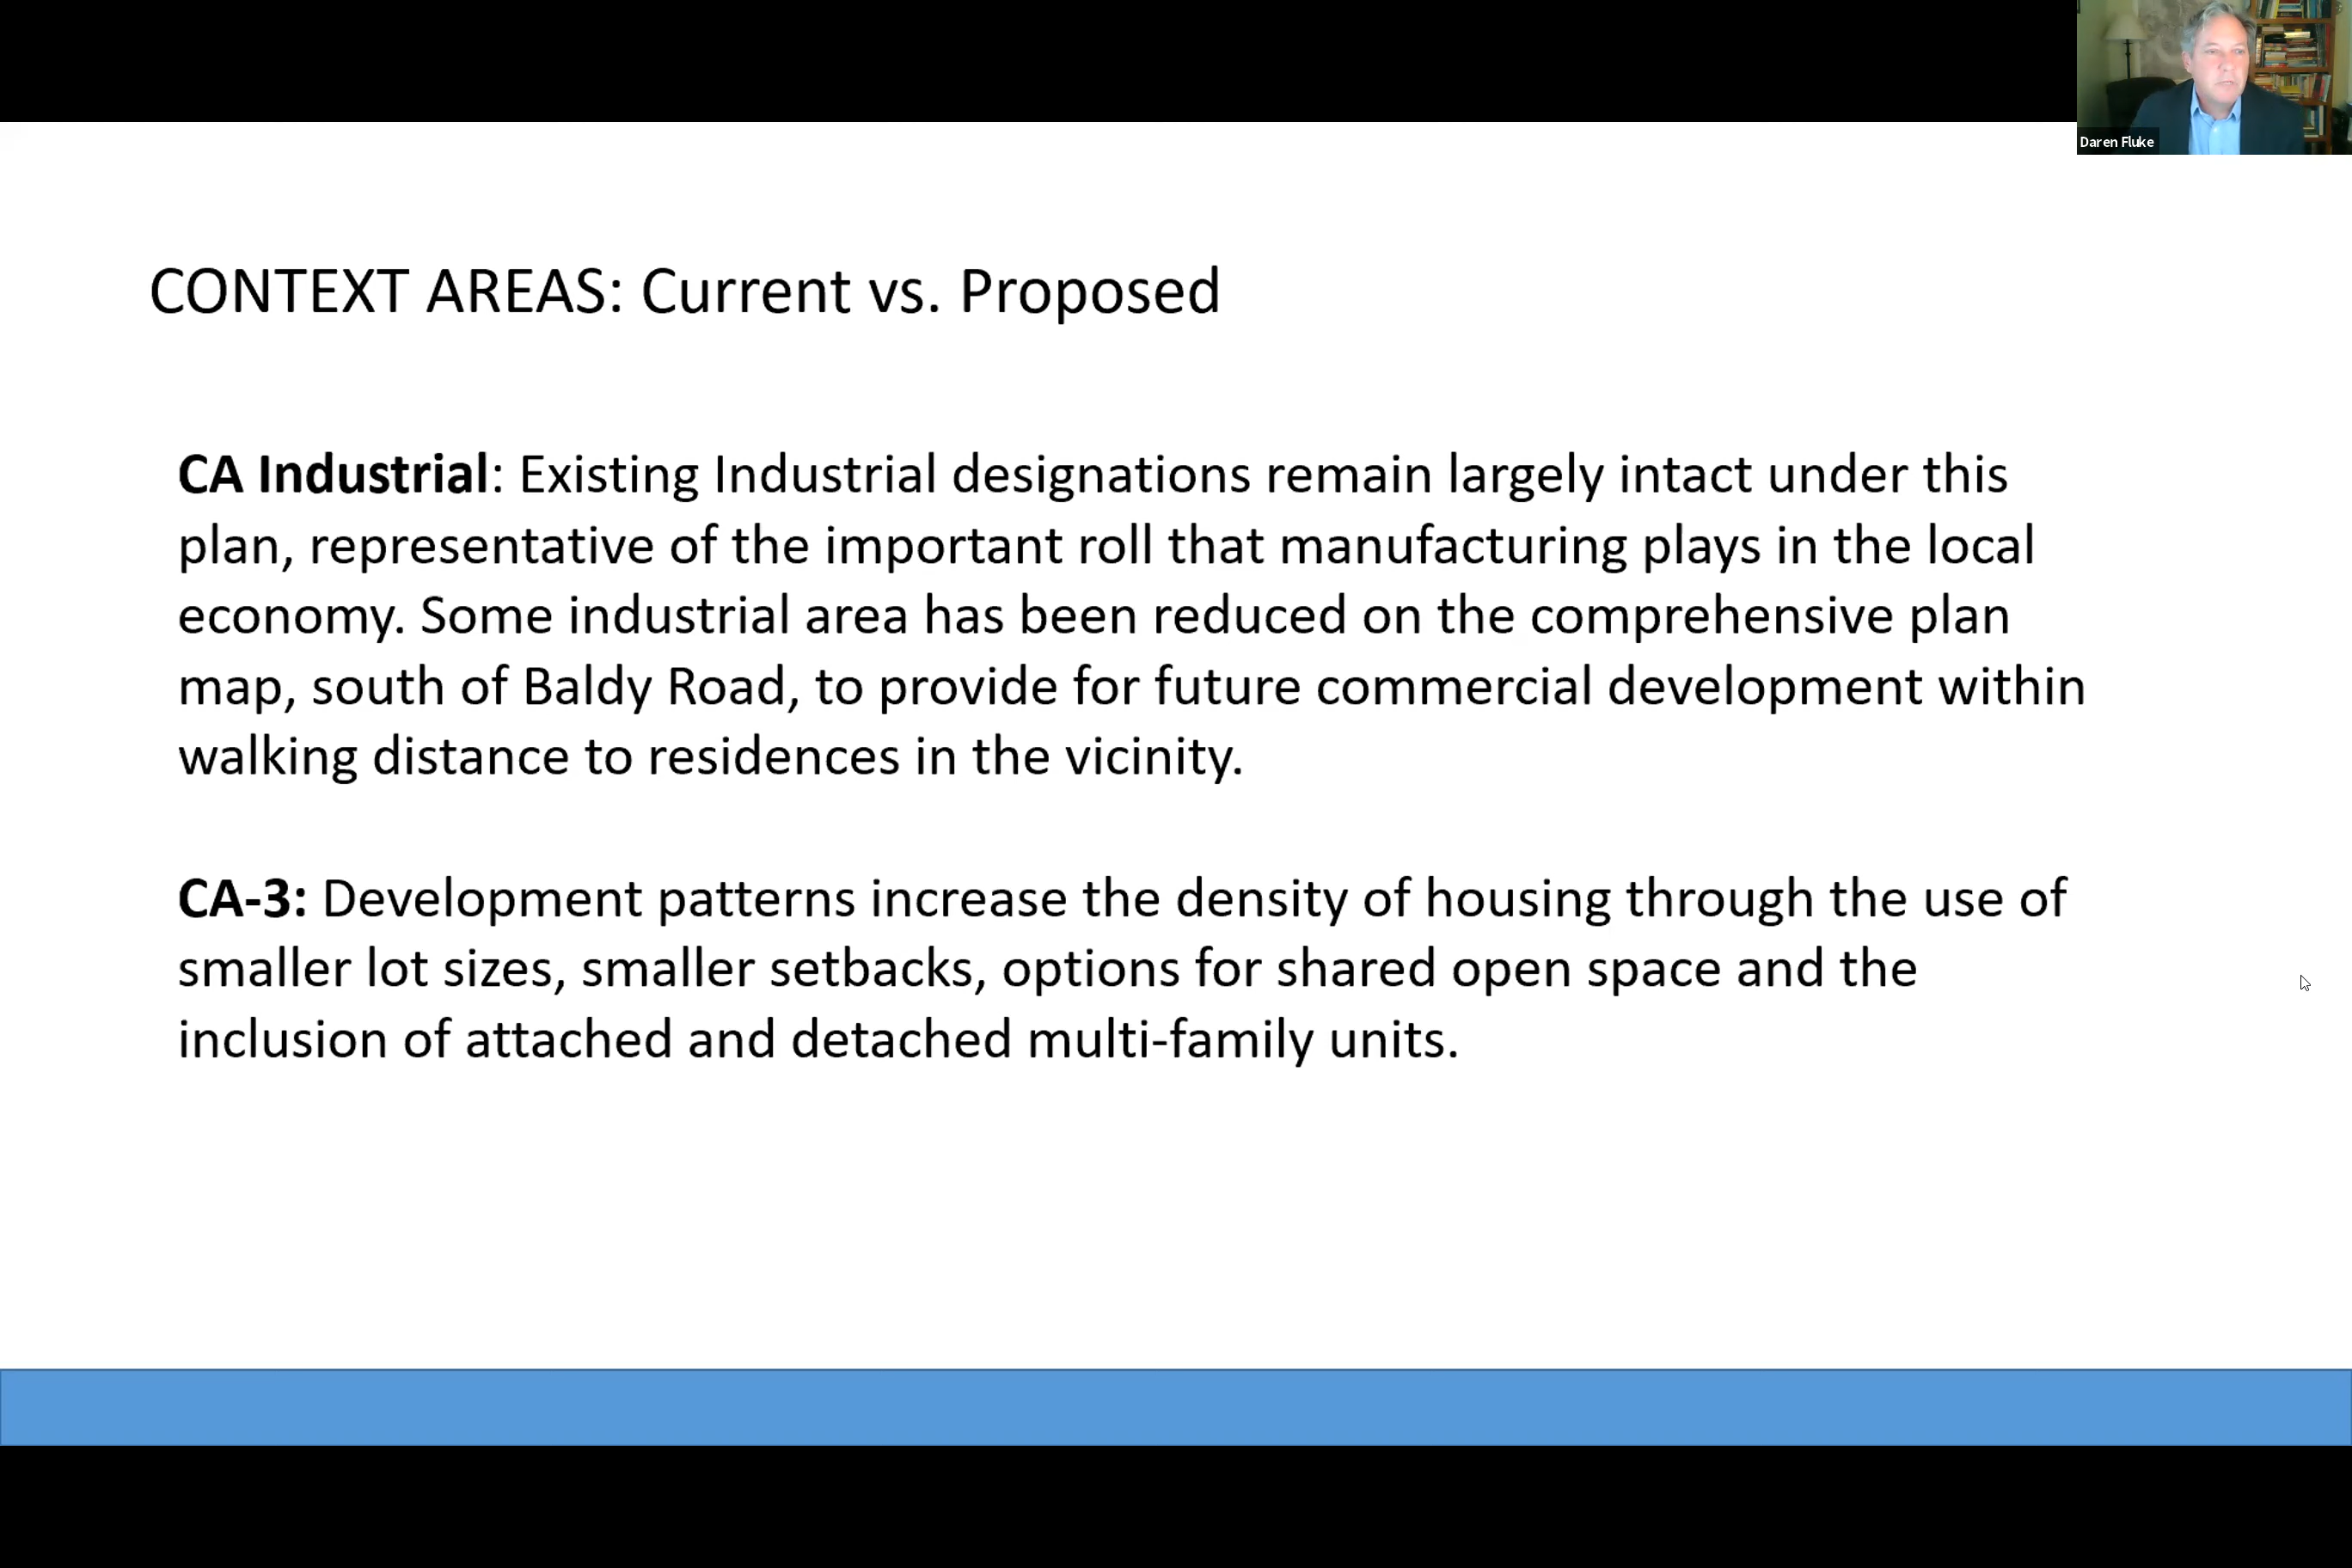 Daren Fluke
CONTEXT AREAS: Current vs. Proposed
CA Industrial: Existing Industrial designations remain largely intact under this
plan, representative of the important roll that manufacturing plays in the local
economy. Some industrial area has been reduced on the comprehensive plan
map, south of Baldy Road, to provide for future commercial development within
walking distance to residences in the vicinity.
CA-3: Development patterns increase the density of housing through the use of
smaller lot sizes, smaller setbacks, options for shared open space and the
inclusion of attached and detached multi-family units.